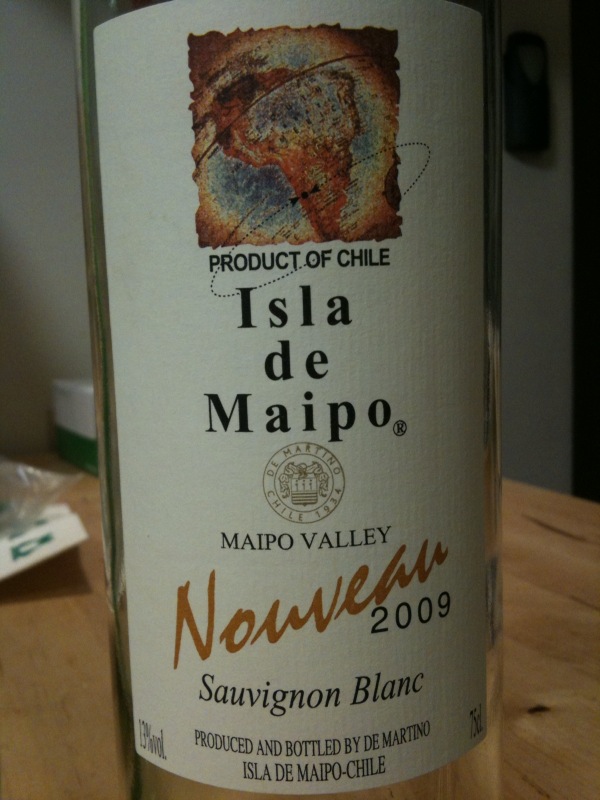 PRODUCT OF CHILE
Isla
de
Maipo®
DE MARTINO
CHILE 1934
MAIPO VALLEY
Nouveau
2009
Sauvignon Blanc
13%vol.
75cl.
PRODUCED AND BOTTLED BY DE MARTINO
ISLA DE MAIPO-CHILE